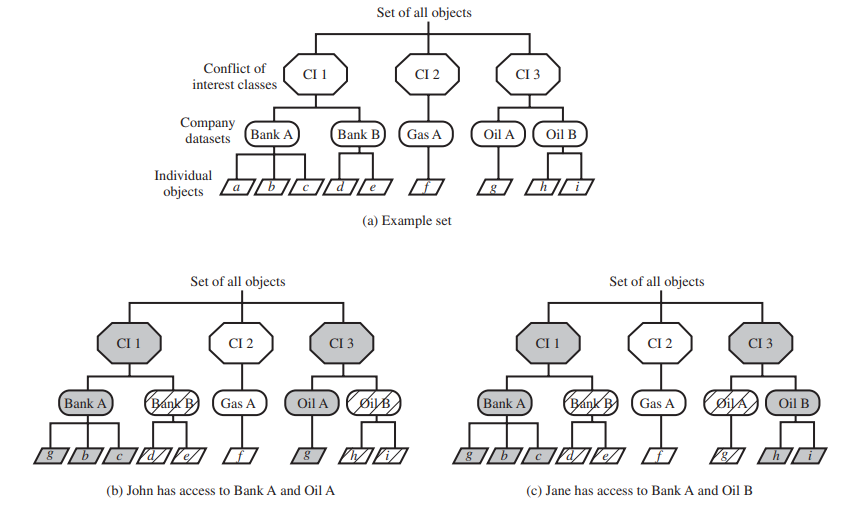 Set of all objects
Conflict of
interest classes
CI 1
CI 2
CI 3
Company
datasets
Bank A
Bank B
Gas A
Oil A
Oil B
Individual
objects
a
b
c
d
e
f
g
h
i
(a) Example set
Set of all objects
CI 1
CI 2
CI 3
Bank A
Bank B
Gas A
Oil A
Oil B
g
b
c
d
e
f
g
h
i
(b) John has access to Bank A and Oil A
Set of all objects
CI 1
CI 2
CI 3
Bank A
Bank B
Gas A
Oil A
Oil B
g
b
c
d
e
f
g
h
i
(c) Jane has access to Bank A and Oil B